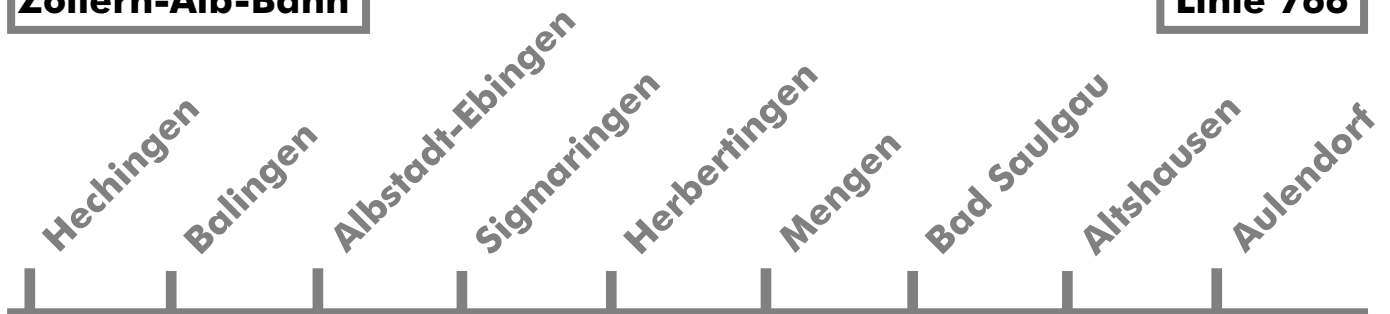 Zollern-Alb-Bahn
Linie 766
Hechingen
Balingen
Albstadt-Ebingen
Sigmaringen
Herbertingen
Mengen
Bad Saulgau
Altshausen
Aulendorf